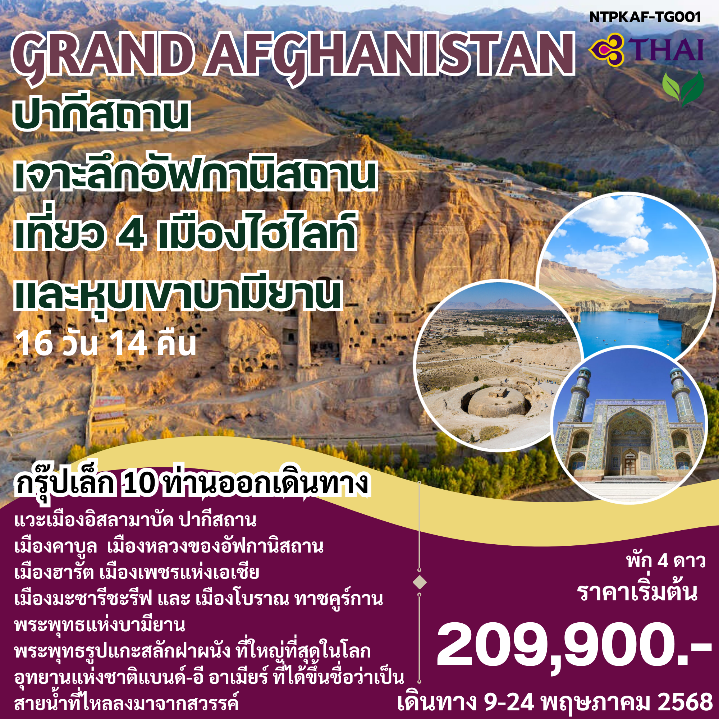 NTPKAF-TG001
GRAND AFGHANISTAN
THAI
ปากีสถาน
เจาะลึกอัฟกานิสถาน
เที่ยว 4 เมืองไฮไลท์
และหุบเขาบามียาน
16 วัน 14 คืน
กรุ๊ปเล็ก 10 ท่านออกเดินทาง
แวะเมืองอิสลามาบัด ปากีสถาน
เมืองคาบูล เมืองหลวงของอัฟกานิสถาน
เมืองฮารัต เมืองเพชรแห่งเอเชีย
เมืองมะซารีชะรีฟ และ เมืองโบราณ ทาชคูร์กาน
พระพุทธแห่งบามียาน
พระพุทธรูปแกะสลักฝาผนัง ที่ใหญ่ที่สุดในโลก
อุทยานแห่งชาติแบนด์-อี อาเมียร์ ที่ได้ขึ้นชื่อว่าเป็น
สายน้ำที่ไหลลงมาจากสวรรค์
พัก 4 ดาว
ราคาเริ่มต้น
209,900.-
เดินทาง 9-24 พฤษภาคม 2568